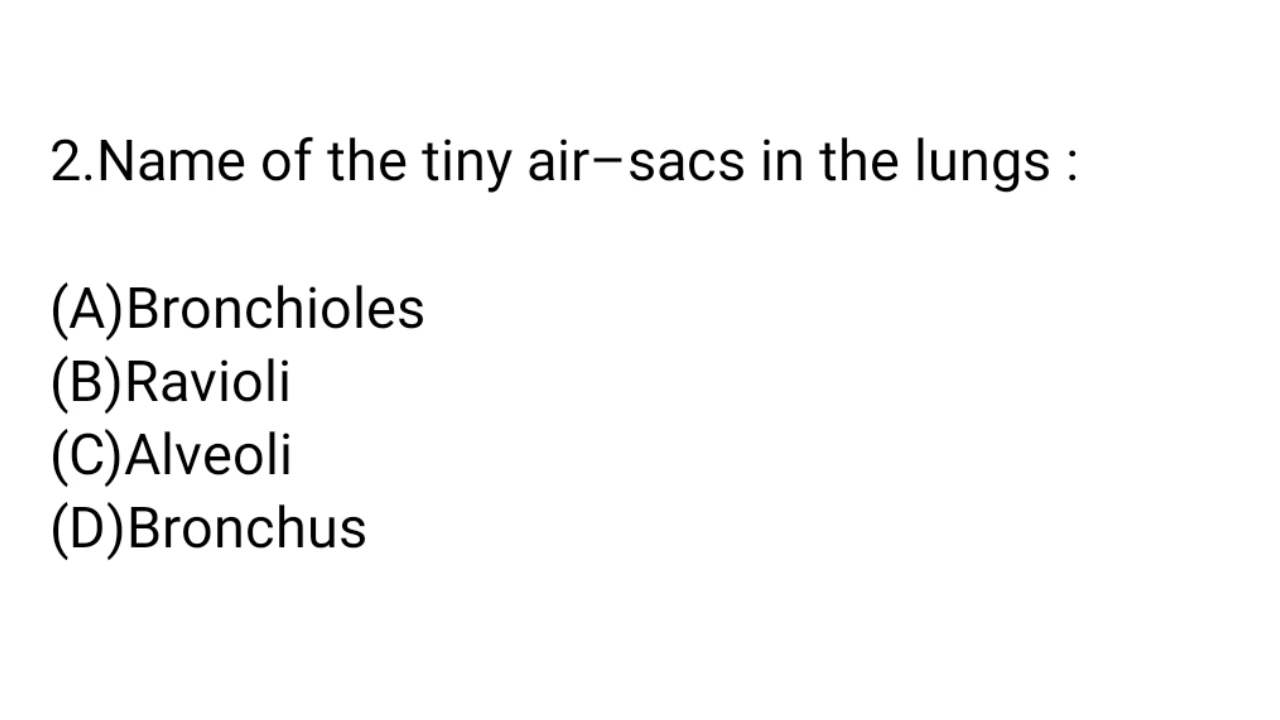 2.Name of the tiny air–sacs in the lungs :
(A)Bronchioles
(B)Ravioli
(C)Alveoli
(D)Bronchus